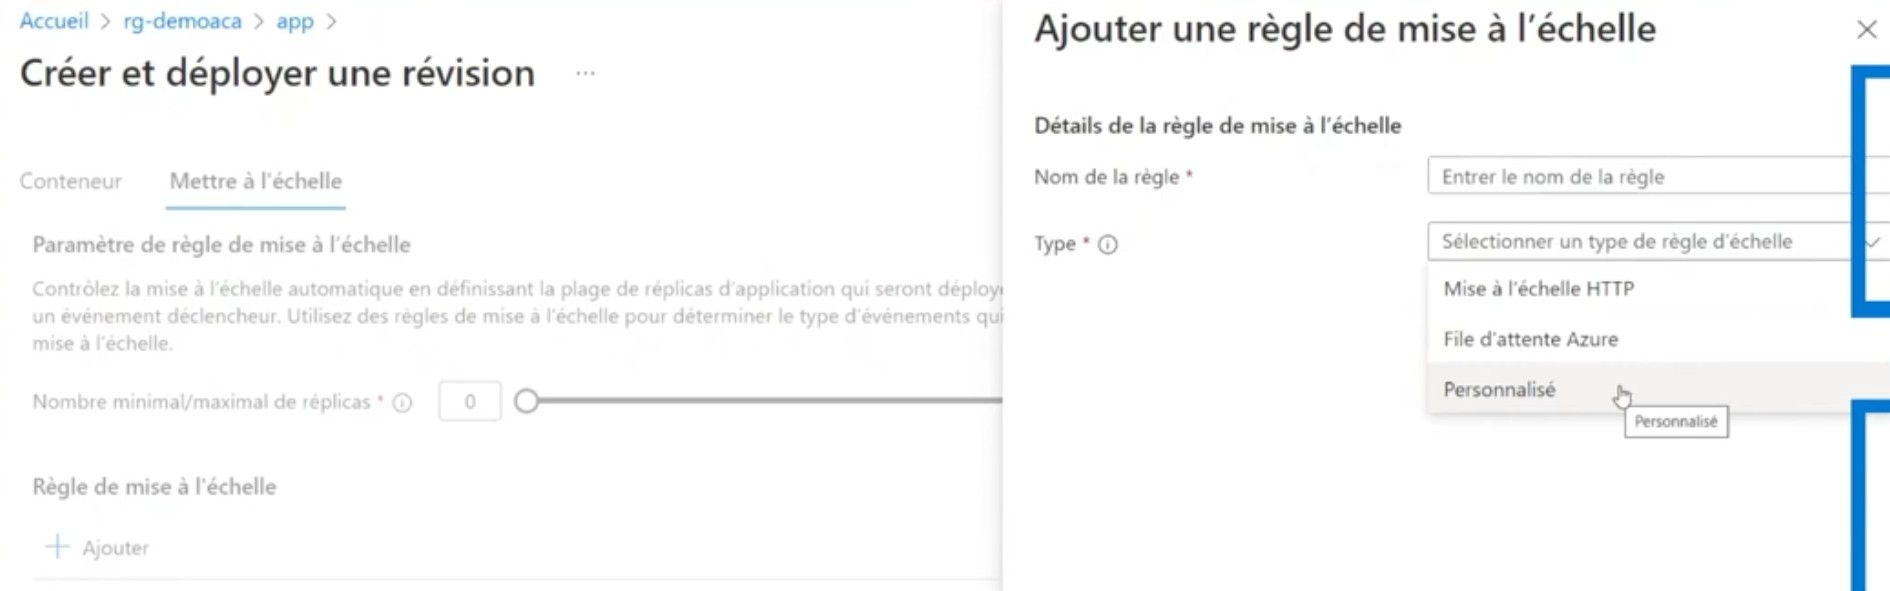 Accueil > rg-demoaca > app >
Créer et déployer une révision ...
Conteneur Mettre à l'échelle
Paramètre de règle de mise à l'échelle
Contrôlez la mise à l'échelle automatique en définissant la plage de réplicas d'application qui seront
un événement déclencheur. Utilisez des règles de mise à l'échelle pour déterminer le type d'événements
mise à l'échelle.
Nombre minimal/maximal de réplicas * 0
Règle de mise à l'échelle
+ Ajouter
Ajouter une règle de mise à l'échelle
Détails de la règle de mise à l'échelle
Nom de la règle * Entrer le nom de la règle
Type * Sélectionner un type de règle d'échelle
Mise à l'échelle HTTP
File d'attente Azure
Personnalisé
Personnalisé